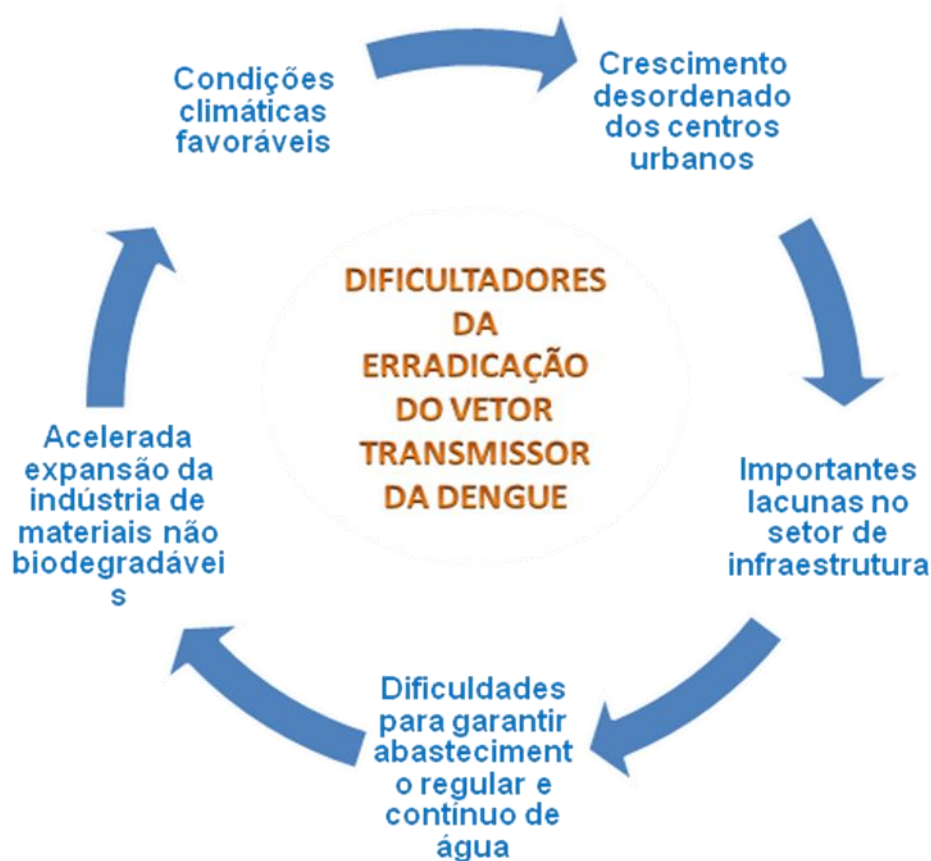 Condições
climáticas
favoráveis
Crescimento
desordenado
dos centros
urbanos
DIFICULTADORES
DA
ERRADICAÇÃO
DO VETOR
TRANSMISSOR
DA DENGUE
Importantes
lacunas no
setor de
infraestrutura
Dificuldades
para garantir
abasteciment
o regular e
contínuo de
água
Acelerada
expansão da
indústria de
materiais não
biodegradávei
s